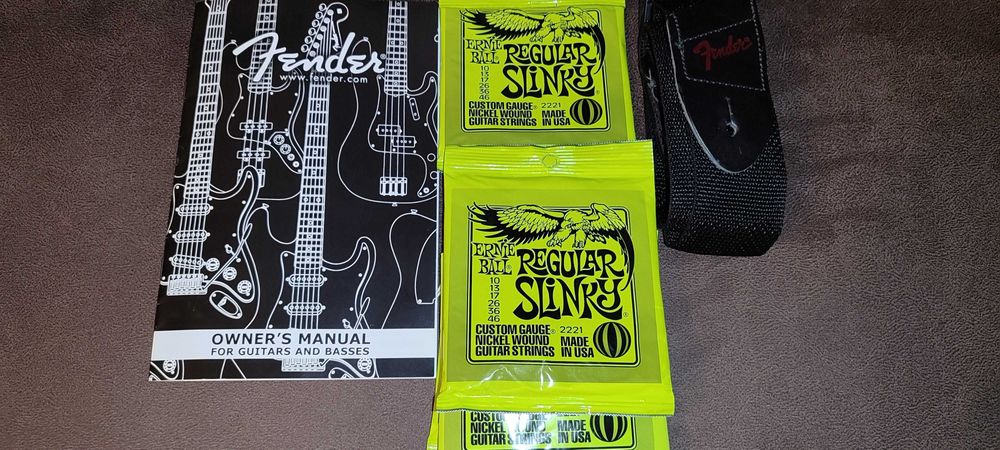 Fender
www.fender.com
OWNER'S MANUAL
FOR GUITARS AND BASSES
ERNIE BALL
REGULAR
SLINKY
10
13
17
26
36
46
CUSTOM GAUGE® 2221
NICKEL WOUND MADE
GUITAR STRINGS IN USA
ERNIE BALL
REGULAR
SLINKY®
10
13
17
26
36
46
CUSTOM GAUGE® 2221
NICKEL WOUND MADE
GUITAR STRINGS IN USA
CUSTOM GAUGE
NICKEL WOUND MADE
GUITAR STRINGS IN USA
Fender